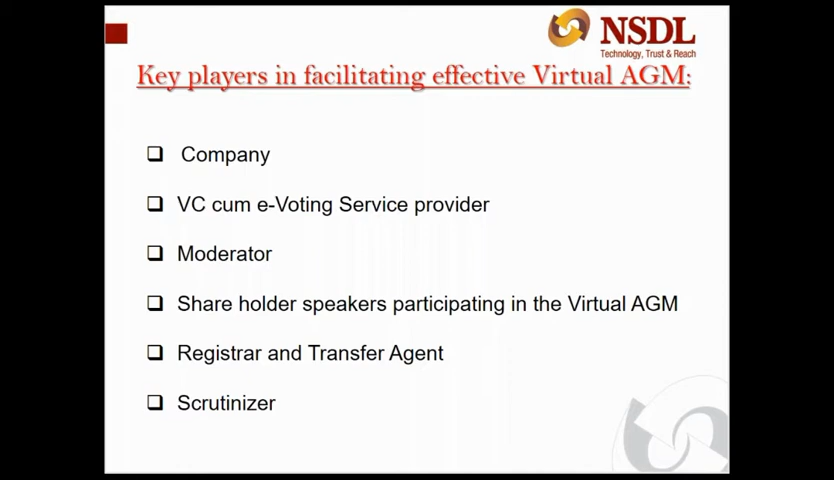 NSDL
Technology, Trust & Reach
Key players in facilitating effective Virtual AGM:
Company
VC cum e-Voting Service provider
Moderator
Share holder speakers participating in the Virtual AGM
Registrar and Transfer Agent
Scrutinizer